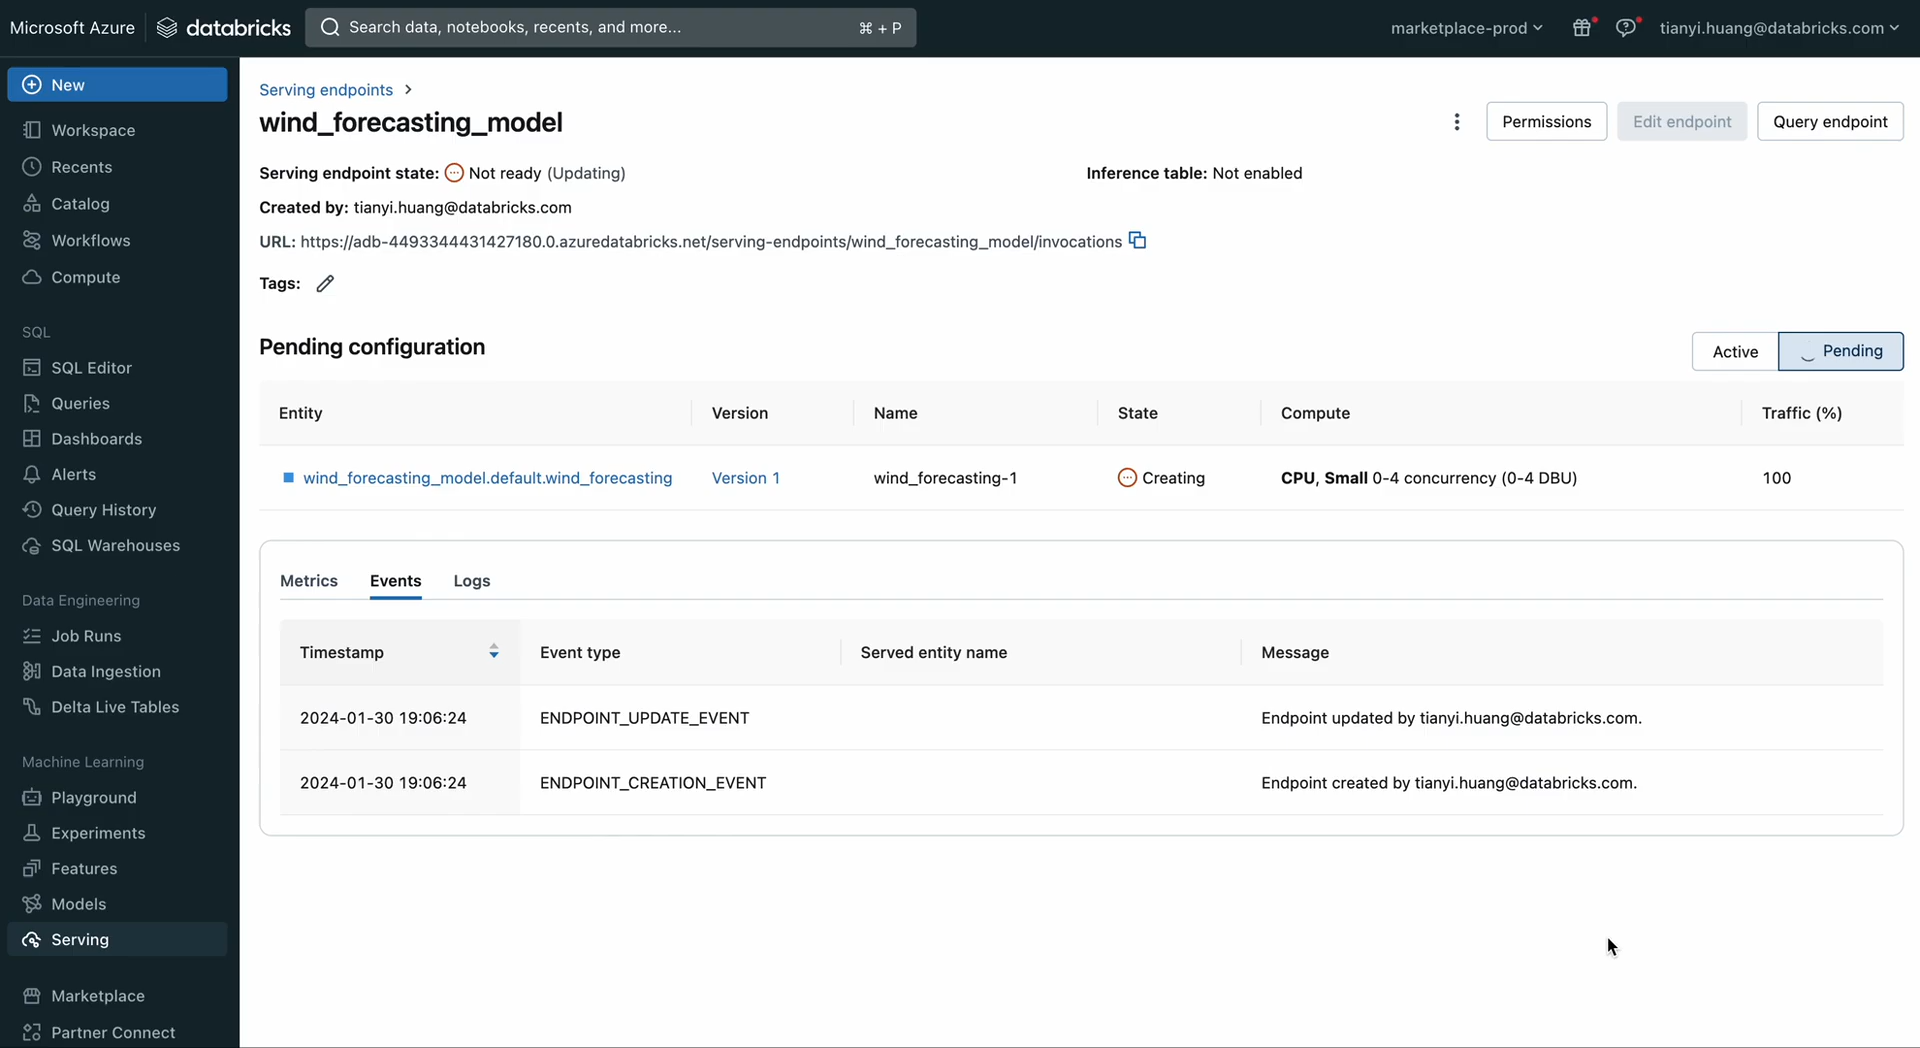 Microsoft Azure databricks Search data, notebooks, recents, and more... ⌘ + P marketplace-prod tianyi.huang@databricks.com
New
Workspace
Recents
Catalog
Workflows
Compute
SQL
SQL Editor
Queries
Dashboards
Alerts
Query History
SQL Warehouses
Data Engineering
Job Runs
Data Ingestion
Delta Live Tables
Machine Learning
Playground
Experiments
Features
Models
Serving
Marketplace
Partner Connect
Serving endpoints >
wind_forecasting_model
Permissions Edit endpoint Query endpoint
Serving endpoint state: Not ready (Updating) Inference table: Not enabled
Created by: tianyi.huang@databricks.com
URL: https://adb-4493344431427180.0.azuredatabricks.net/serving-endpoints/wind_forecasting_model/invocations
Tags:
Pending configuration Active Pending
Entity Version Name State Compute Traffic (%)
wind_forecasting_model.default.wind_forecasting Version 1 wind_forecasting-1 Creating CPU, Small 0-4 concurrency (0-4 DBU) 100
Metrics Events Logs
Timestamp Event type Served entity name Message
2024-01-30 19:06:24 ENDPOINT_UPDATE_EVENT Endpoint updated by tianyi.huang@databricks.com.
2024-01-30 19:06:24 ENDPOINT_CREATION_EVENT Endpoint created by tianyi.huang@databricks.com.